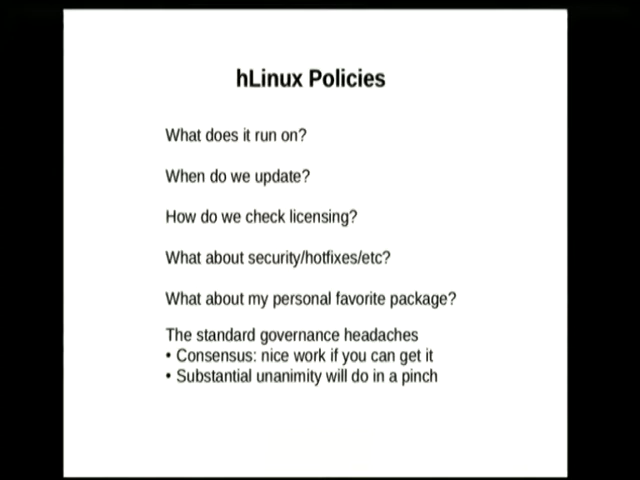 hLinux Policies
What does it run on?
When do we update?
How do we check licensing?
What about security/hotfixes/etc?
What about my personal favorite package?
The standard governance headaches
• Consensus: nice work if you can get it
• Substantial unanimity will do in a pinch